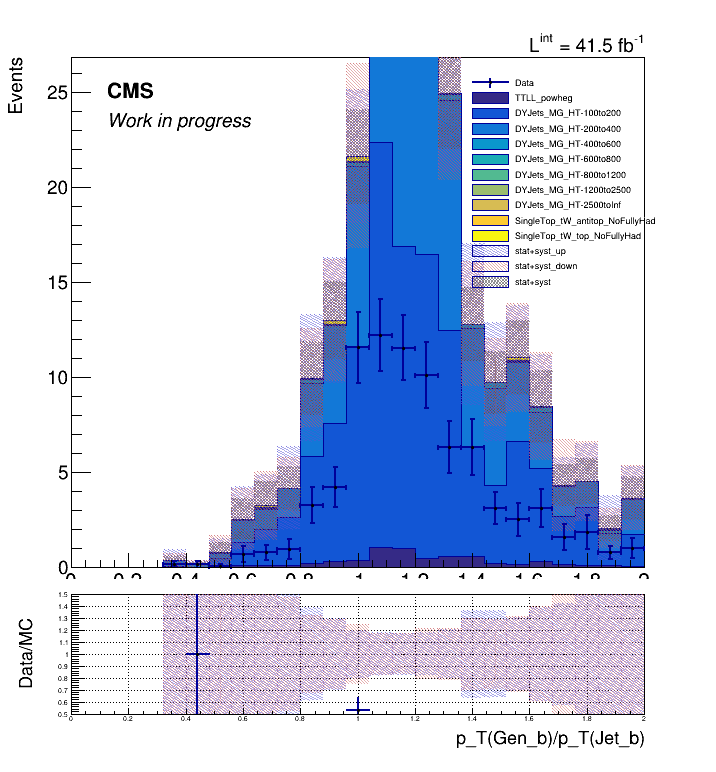 L^int = 41.5 fb^-1
Events
CMS
Work in progress
Data
TTLL_powheg
DYJets_MG_HT-100to200
DYJets_MG_HT-200to400
DYJets_MG_HT-400to600
DYJets_MG_HT-600to800
DYJets_MG_HT-800to1200
DYJets_MG_HT-1200to2500
DYJets_MG_HT-2500toInf
SingleTop_tW_antitop_NoFullyHad
SingleTop_tW_top_NoFullyHad
stat+syst_up
stat+syst_down
stat+syst
25
20
15
10
5
0
0 0.2 0.4 0.6 0.8 1 1.2 1.4 1.6 1.8 2
Data/MC
1.5
1.4
1.3
1.2
1.1
1
0.9
0.8
0.7
0.6
0.5
0 0.2 0.4 0.6 0.8 1 1.2 1.4 1.6 1.8 2
p_T(Gen_b)/p_T(Jet_b)